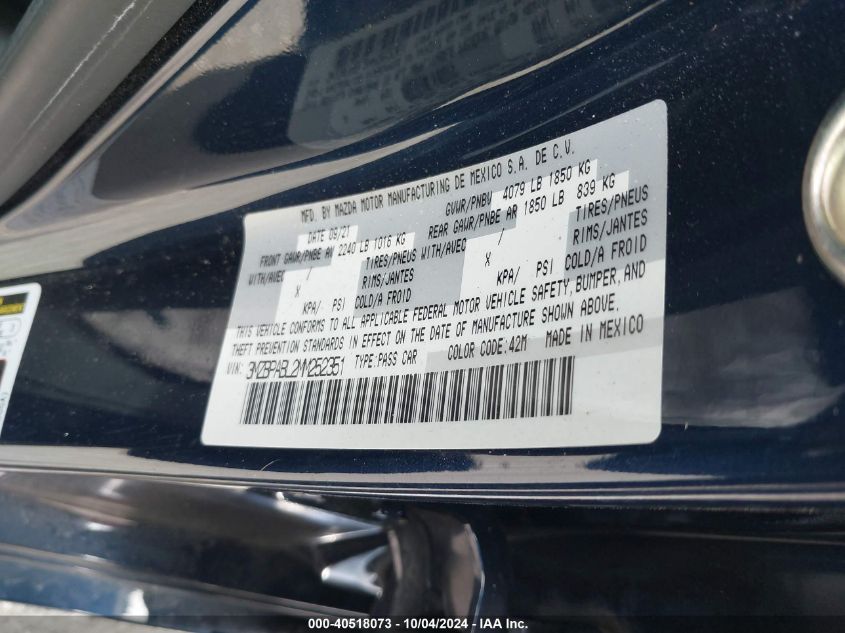 MFD. BY MAZDA MOTOR MANUFACTURING DE MEXICO S.A. DE C.V.
DATE 09/21 GVWR/PNBV 4079 LB 1850 KG
FRONT GAWR/PNBE AV 2240 LB 1016 KG REAR GAWR/PNBE AR 1850 LB 839 KG
WITH/AVEC / TIRES/PNEUS WITH/AVEC / TIRES/PNEUS
X RIMS/JANTES X RIMS/JANTES
KPA/ PSI COLD/A FROID KPA/ PSI COLD/A FROID
THIS VEHICLE CONFORMS TO ALL APPLICABLE FEDERAL MOTOR VEHICLE SAFETY, BUMPER, AND
THEFT PREVENTION STANDARDS IN EFFECT ON THE DATE OF MANUFACTURE SHOWN ABOVE.
VIN: 3MZBPABL2NM252351 TYPE:PASS CAR COLOR CODE:42M MADE IN MEXICO
000-40518073 - 10/04/2024 - IAA Inc.